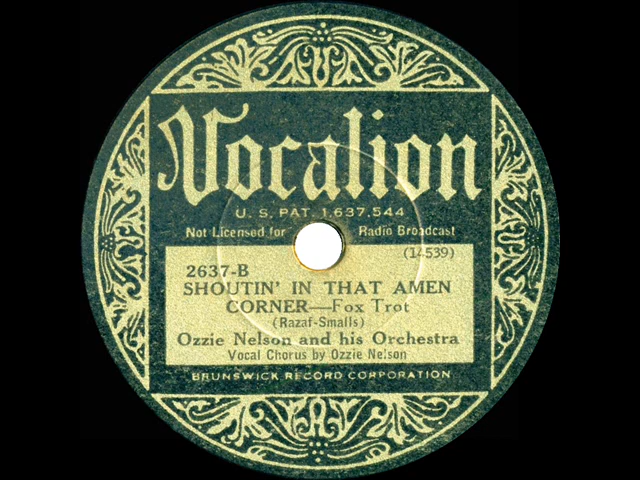 Vocalion
U. S. PAT. 1,637,544
Not Licensed for Radio Broadcast
(14539)
2637-B
SHOUTIN' IN THAT AMEN
CORNER—Fox Trot
(Razaf-Smalls)
Ozzie Nelson and his Orchestra
Vocal Chorus by Ozzie Nelson
BRUNSWICK RECORD CORPORATION